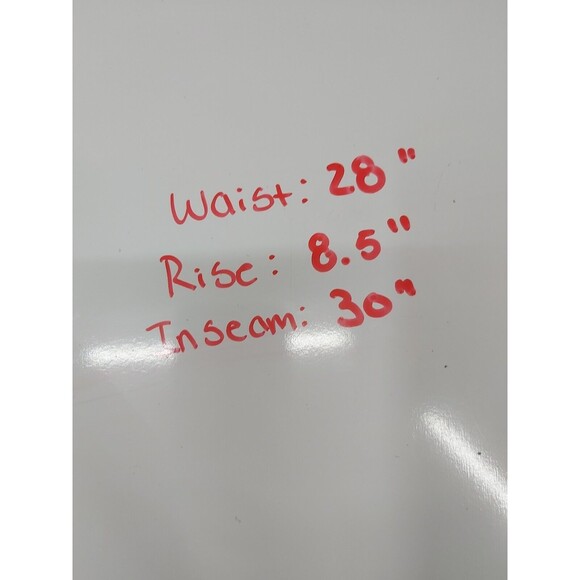 Waist: 28"
Rise: 8.5"
Inseam: 30"